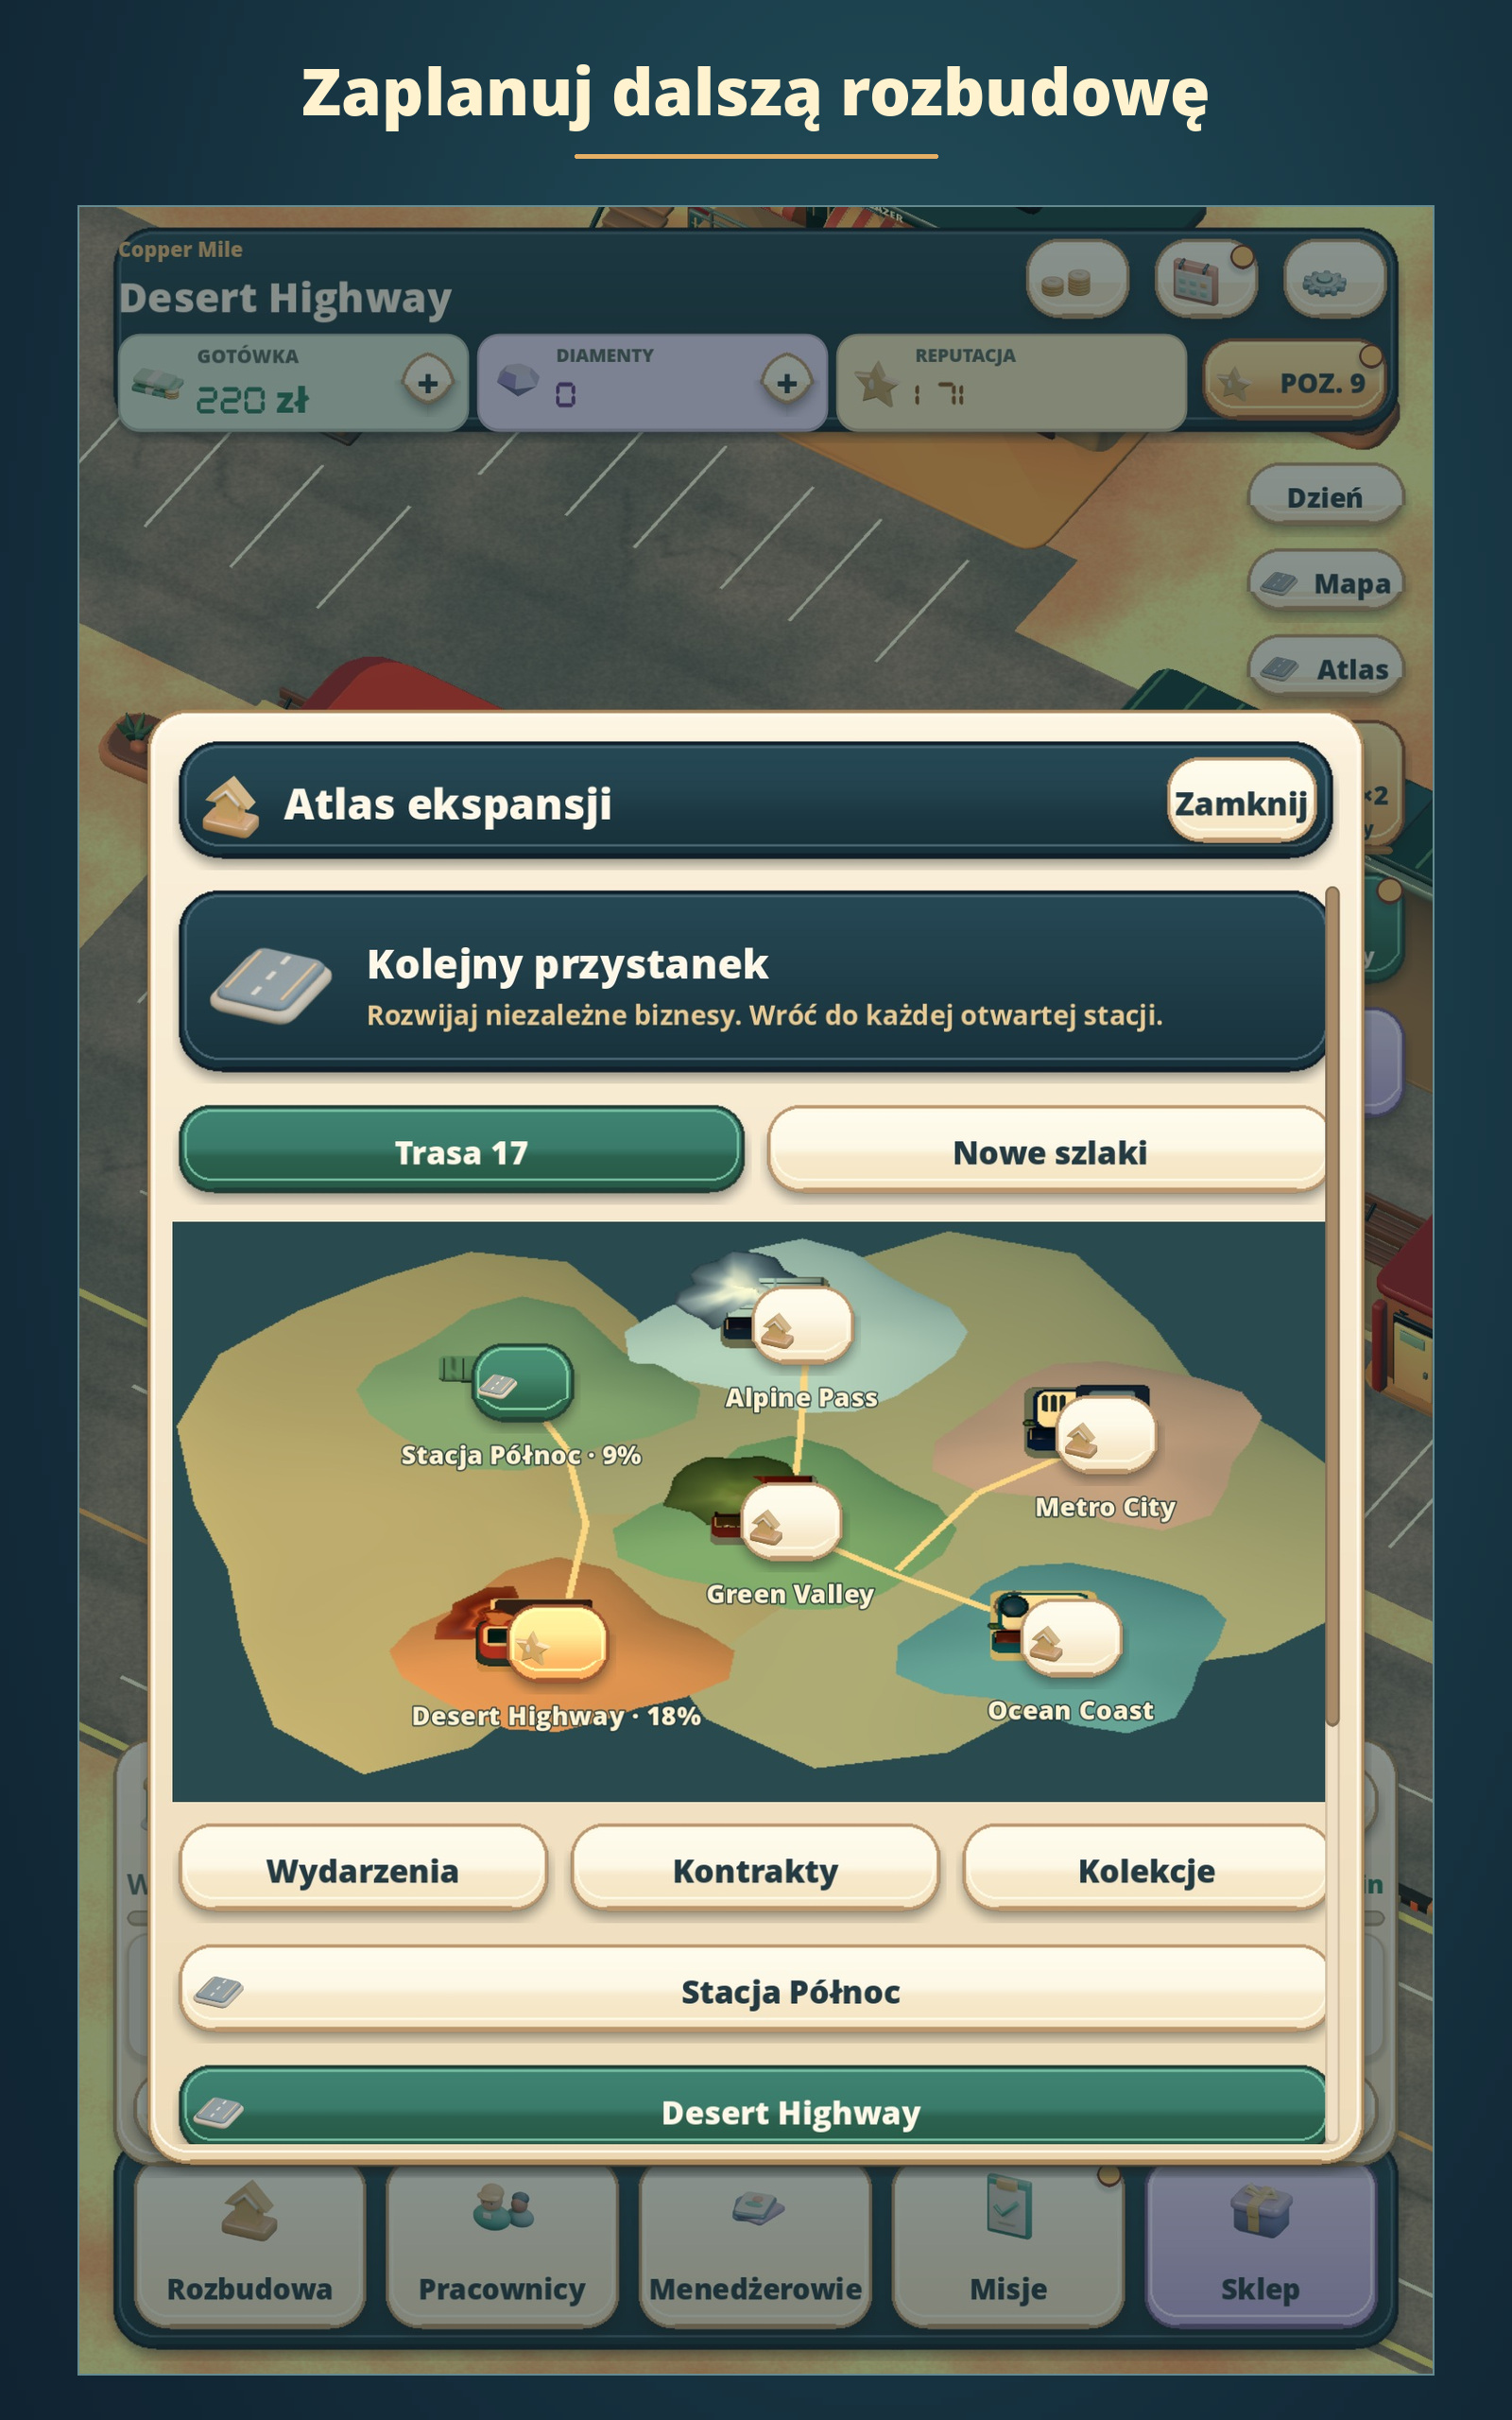 Zaplanuj dalszą rozbudowę
Copper Mile
Desert Highway
GOTÓWKA
220 zł
DIAMENTY
0
REPUTACJA
171
POZ. 9
Dzień
Mapa
Atlas
×2
y
y
Atlas ekspansji
Zamknij
Kolejny przystanek
Rozwijaj niezależne biznesy. Wróć do każdej otwartej stacji.
Trasa 17
Nowe szlaki
Alpine Pass
Stacja Północ · 9%
Metro City
Green Valley
Desert Highway · 18%
Ocean Coast
Wydarzenia
Kontrakty
Kolekcje
W
in
Stacja Północ
Desert Highway
Rozbudowa
Pracownicy
Menedżerowie
Misje
Sklep